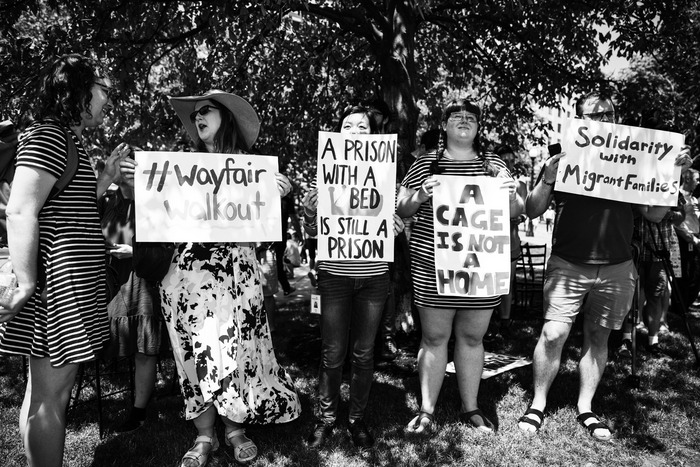 #Wayfair
Walkout
A PRISON
WITH A
BED
IS STILL A
PRISON
A
CAGE
IS NOT
A
HOME
Solidarity
with
Migrant Families